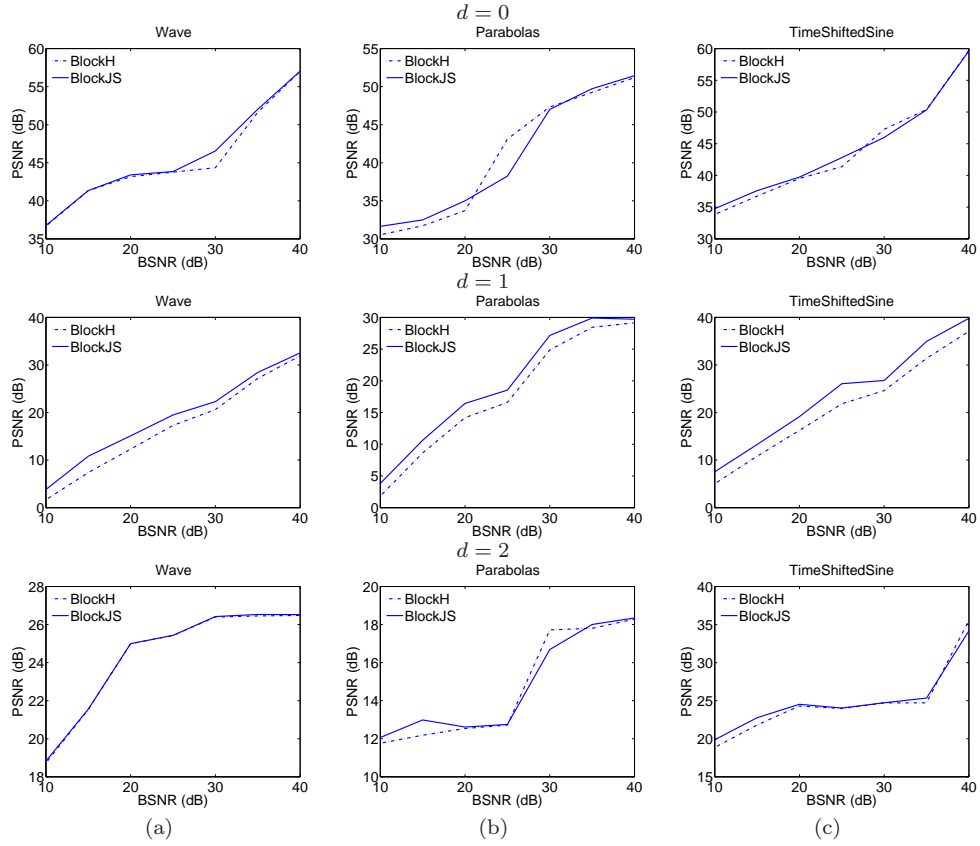 d = 0
Wave
60
55
50
45
40
35
PSNR (dB)
BlockH
BlockJS
10
20
30
40
BSNR (dB)
Parabolas
55
50
45
40
35
30
PSNR (dB)
BlockH
BlockJS
10
20
30
40
BSNR (dB)
TimeShiftedSine
60
55
50
45
40
35
30
PSNR (dB)
BlockH
BlockJS
10
20
30
40
BSNR (dB)
d = 1
Wave
40
30
20
10
0
PSNR (dB)
BlockH
BlockJS
10
20
30
40
BSNR (dB)
Parabolas
30
25
20
15
10
5
0
PSNR (dB)
BlockH
BlockJS
10
20
30
40
BSNR (dB)
TimeShiftedSine
40
30
20
10
0
PSNR (dB)
BlockH
BlockJS
10
20
30
40
BSNR (dB)
d = 2
Wave
28
26
24
22
20
18
PSNR (dB)
BlockH
BlockJS
10
20
30
40
BSNR (dB)
Parabolas
20
18
16
14
12
10
PSNR (dB)
BlockH
BlockJS
10
20
30
40
BSNR (dB)
TimeShiftedSine
40
35
30
25
20
15
PSNR (dB)
BlockH
BlockJS
10
20
30
40
BSNR (dB)
(a)
(b)
(c)